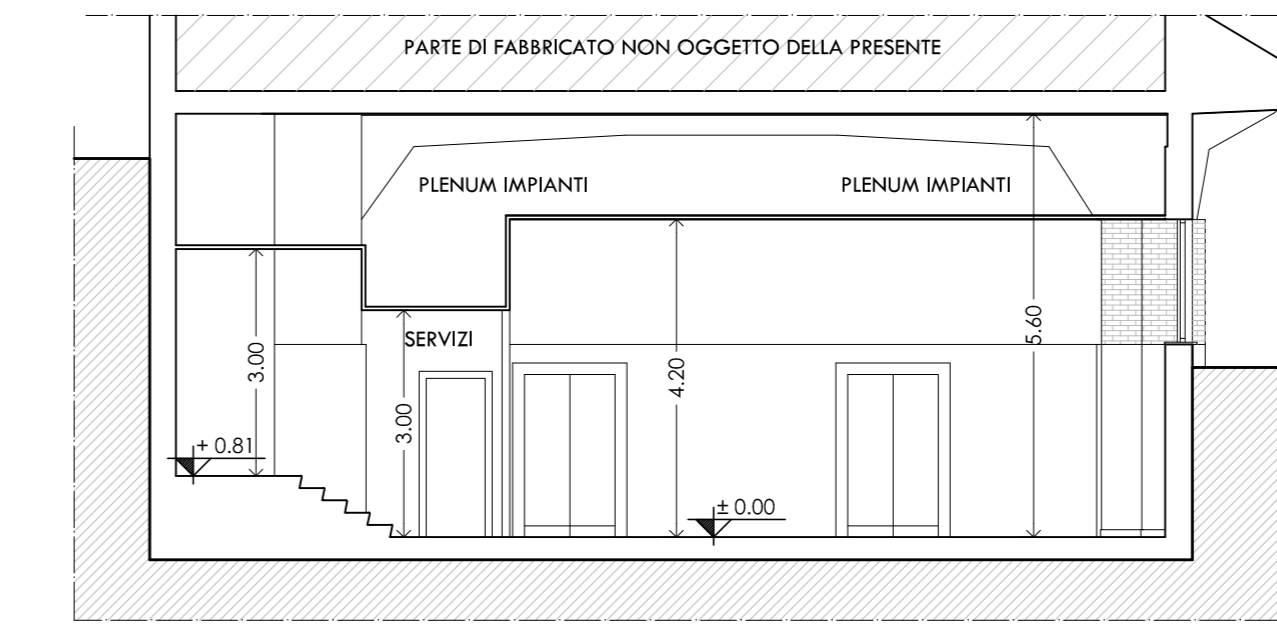 PARTE DI FABBRICATO NON OGGETTO DELLA PRESENTE
PLENUM IMPIANTI
PLENUM IMPIANTI
5.60
SERVIZI
3.00
4.20
3.00
+ 0.81
± 0.00